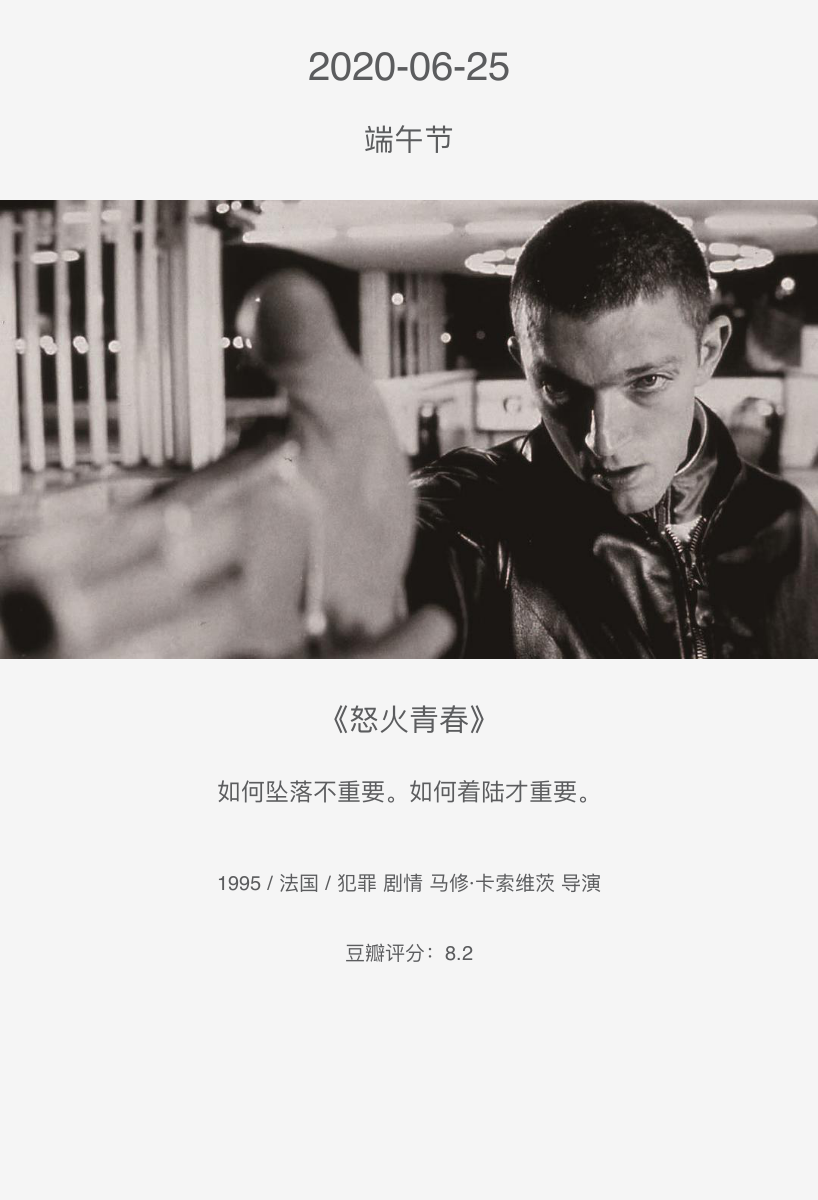 2020-06-25
端午节
《怒火青春》
如何坠落不重要。如何着陆才重要。
1995 / 法国 / 犯罪 剧情 马修·卡索维茨 导演
豆瓣评分：8.2